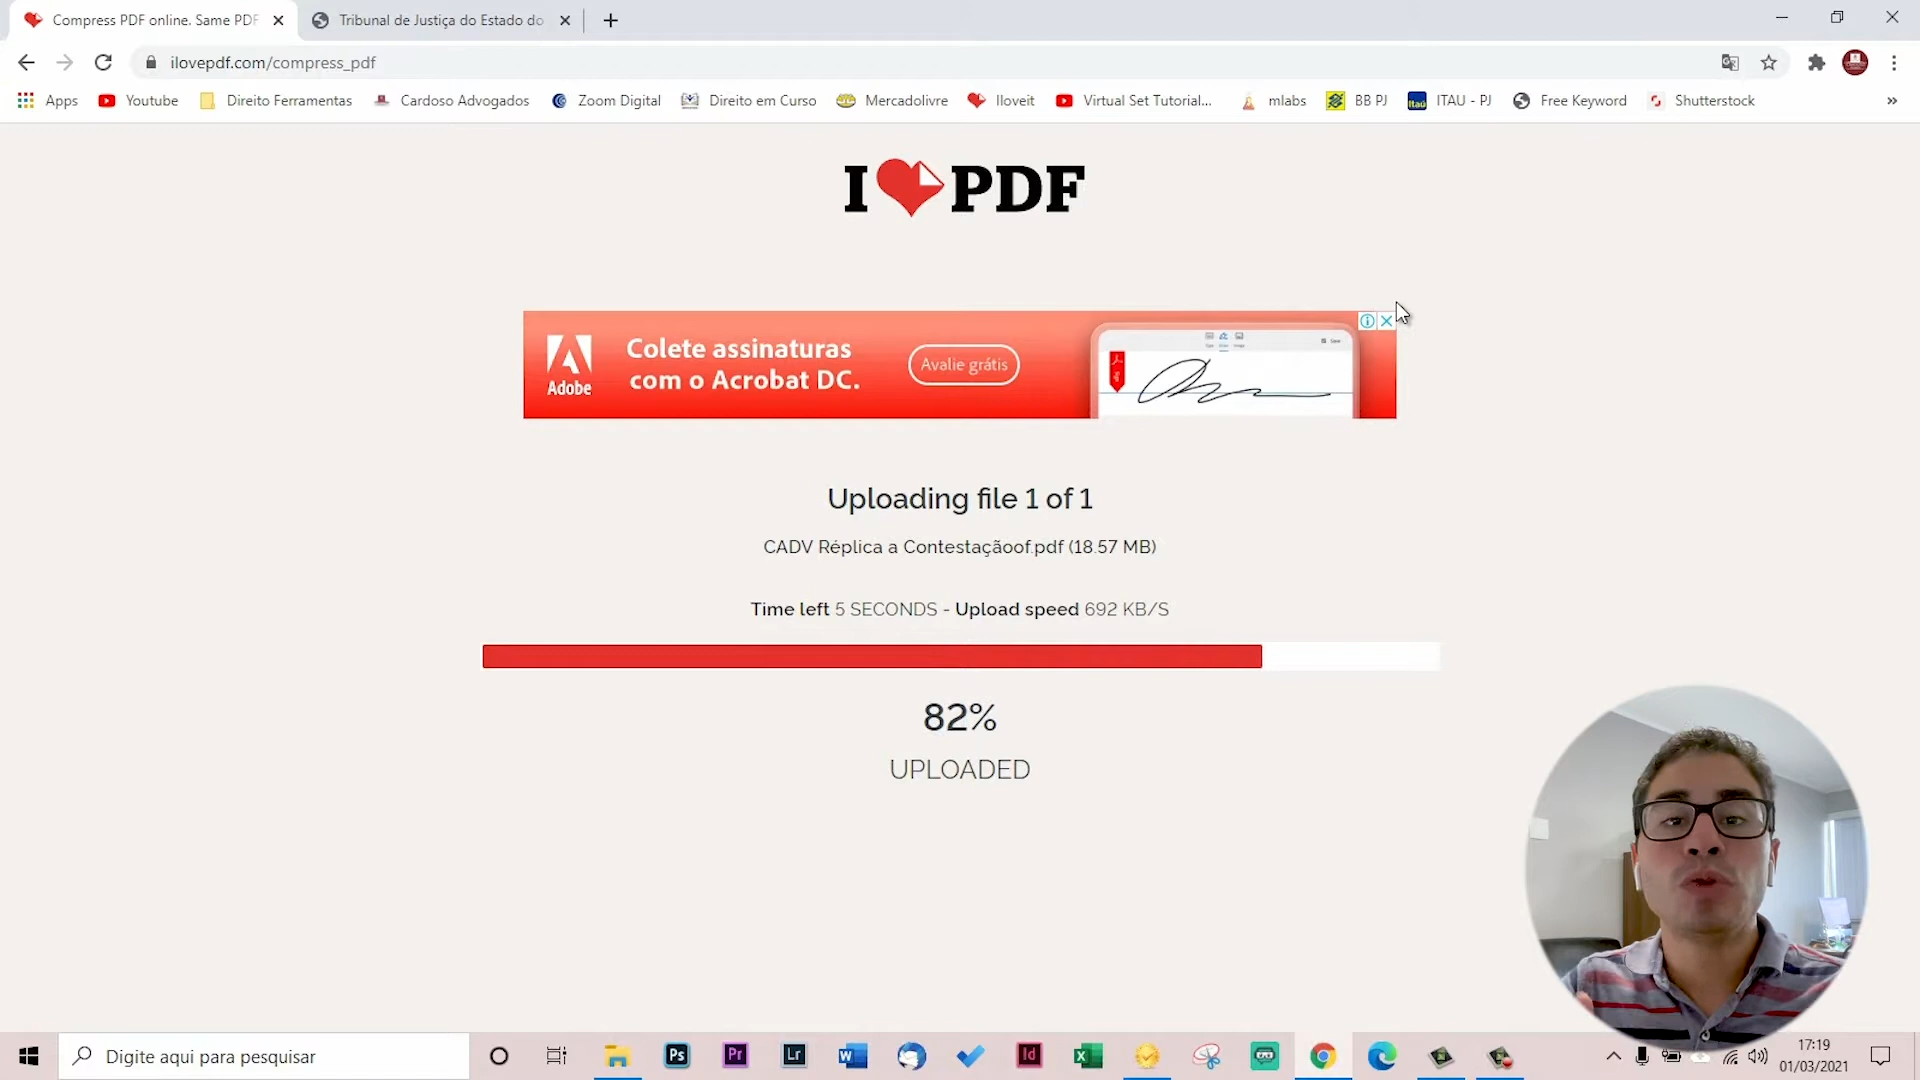 Compress PDF online. Same PDF
Tribunal de Justiça do Estado do
ilovepdf.com/compress_pdf
Apps
Youtube
Direito Ferramentas
Cardoso Advogados
Zoom Digital
Direito em Curso
Mercadolivre
Iloveit
Virtual Set Tutorial...
mlabs
BB PJ
ITAU - PJ
Free Keyword
Shutterstock
I PDF
Adobe
Colete assinaturas
com o Acrobat DC.
Avalie grátis
Uploading file 1 of 1
CADV Réplica a Contestaçãoof.pdf (18.57 MB)
Time left 5 SECONDS - Upload speed 692 KB/S
82%
UPLOADED
Digite aqui para pesquisar
Ps
Pr
Lr
Id
17:19
01/03/2021